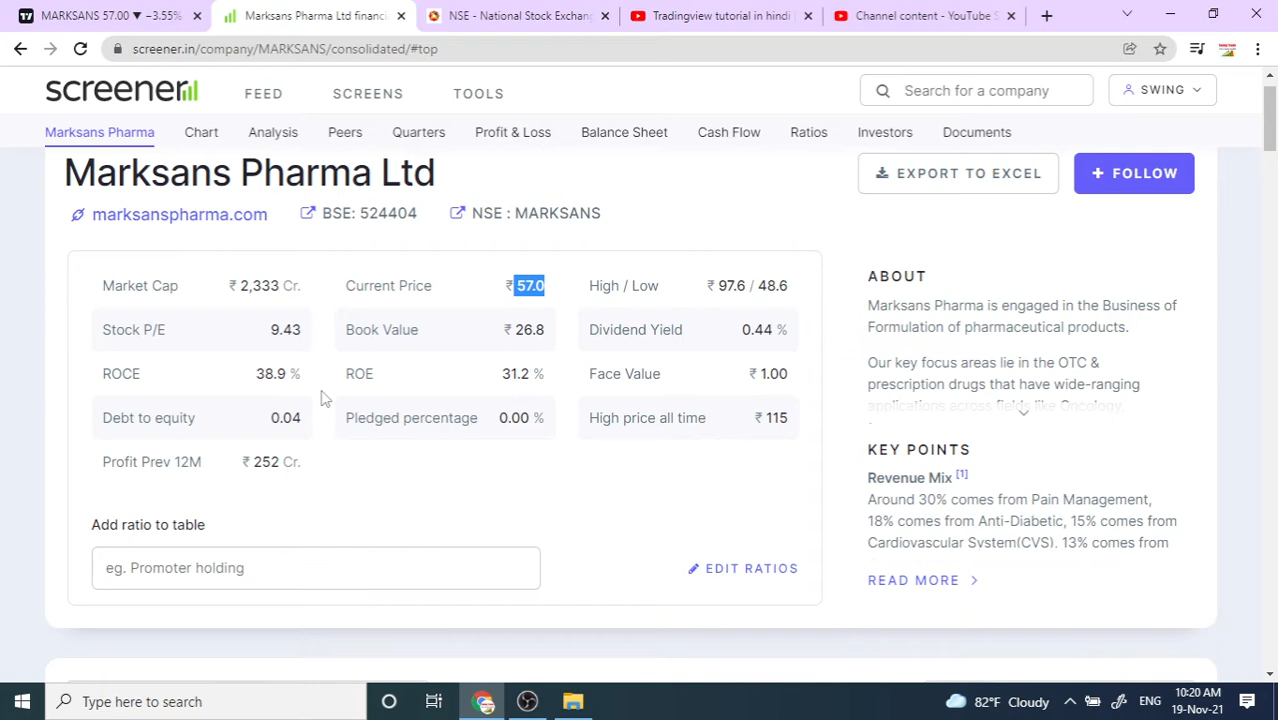 MARKSANS 57.00 ▼ −3.55%
Marksans Pharma Ltd financi
NSE - National Stock Exchan
Tradingview tutorial in hindi
Channel content - YouTube S
screener.in/company/MARKSANS/consolidated/#top
screener
FEED
SCREENS
TOOLS
Search for a company
SWING
Marksans Pharma
Chart
Analysis
Peers
Quarters
Profit & Loss
Balance Sheet
Cash Flow
Ratios
Investors
Documents
Marksans Pharma Ltd
EXPORT TO EXCEL
+ FOLLOW
marksanspharma.com
BSE: 524404
NSE : MARKSANS
Market Cap ₹ 2,333 Cr.
Current Price ₹ 57.0
High / Low ₹ 97.6 / 48.6
Stock P/E 9.43
Book Value ₹ 26.8
Dividend Yield 0.44 %
ROCE 38.9 %
ROE 31.2 %
Face Value ₹ 1.00
Debt to equity 0.04
Pledged percentage 0.00 %
High price all time ₹ 115
Profit Prev 12M ₹ 252 Cr.
Add ratio to table
eg. Promoter holding
EDIT RATIOS
ABOUT
Marksans Pharma is engaged in the Business of
Formulation of pharmaceutical products.
Our key focus areas lie in the OTC &
prescription drugs that have wide-ranging
applications across fields like Oncology,
KEY POINTS
Revenue Mix [1]
Around 30% comes from Pain Management,
18% comes from Anti-Diabetic, 15% comes from
Cardiovascular System(CVS). 13% comes from
READ MORE
Type here to search
82°F Cloudy
ENG
10:20 AM
19-Nov-21